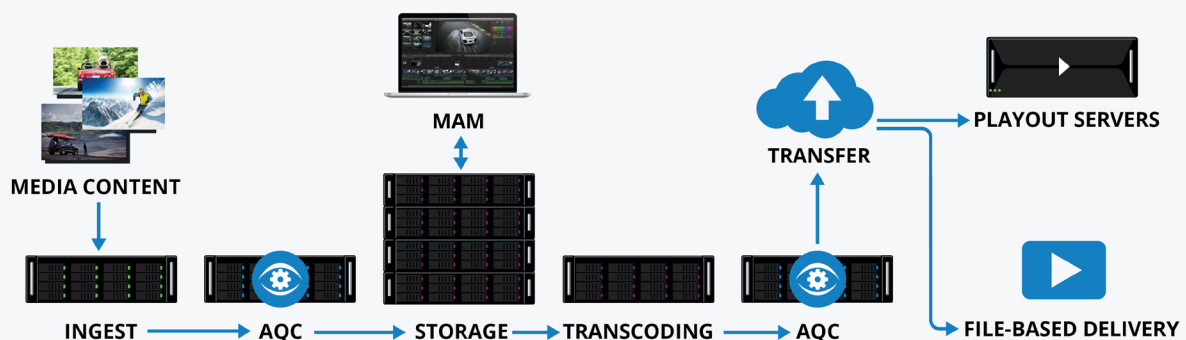 MEDIA CONTENT
MAM
TRANSFER
PLAYOUT SERVERS
INGEST
AQC
STORAGE
TRANSCODING
AQC
FILE-BASED DELIVERY